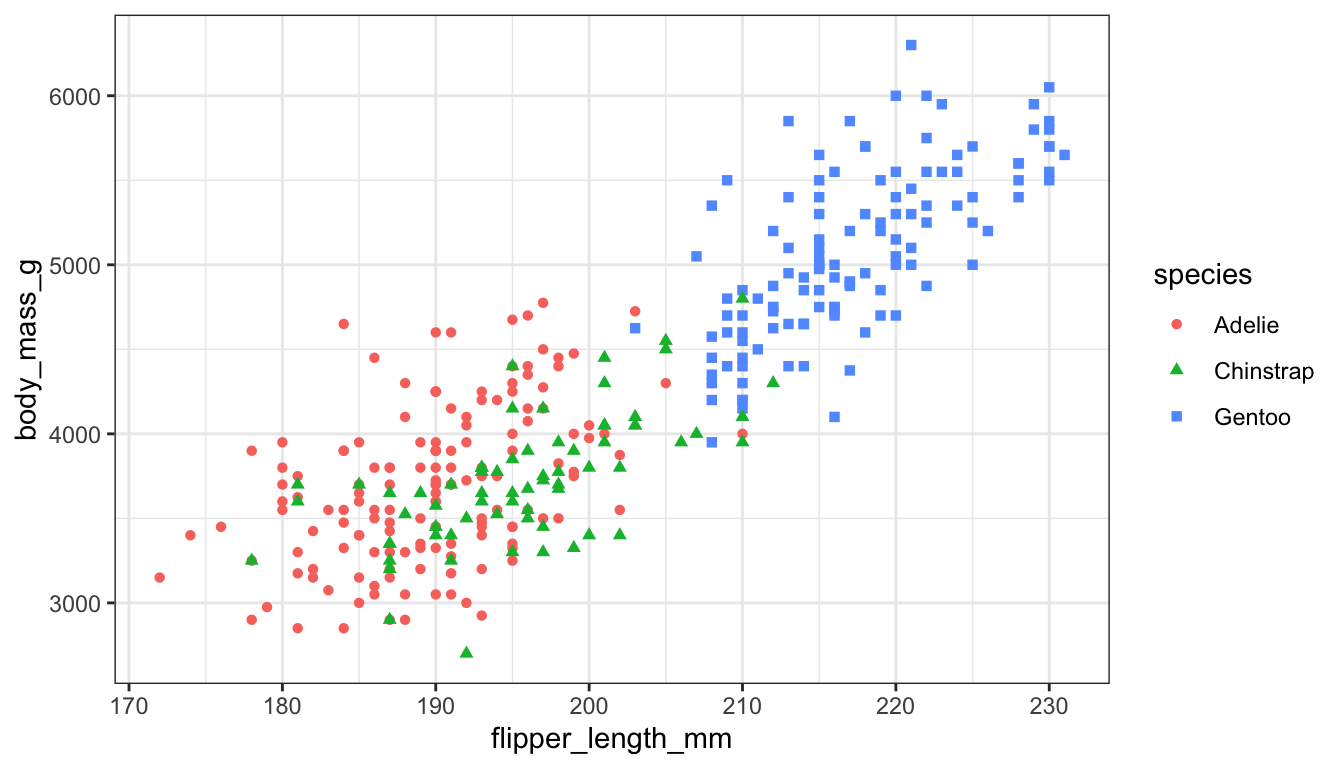 6000
5000
4000
3000
body_mass_g
170 180 190 200 210 220 230
flipper_length_mm
species
Adelie
Chinstrap
Gentoo